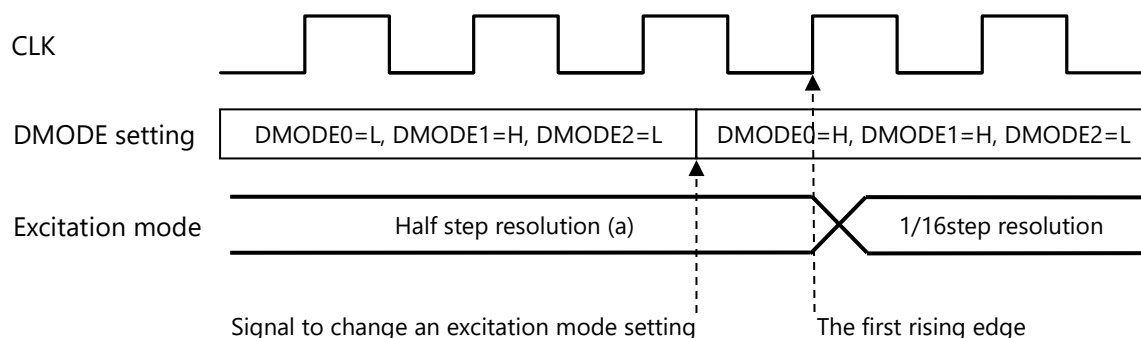 CLK
DMODE setting
DMODE0=L, DMODE1=H, DMODE2=L
DMODE0=H, DMODE1=H, DMODE2=L
Excitation mode
Half step resolution (a)
1/16step resolution
Signal to change an excitation mode setting
The first rising edge